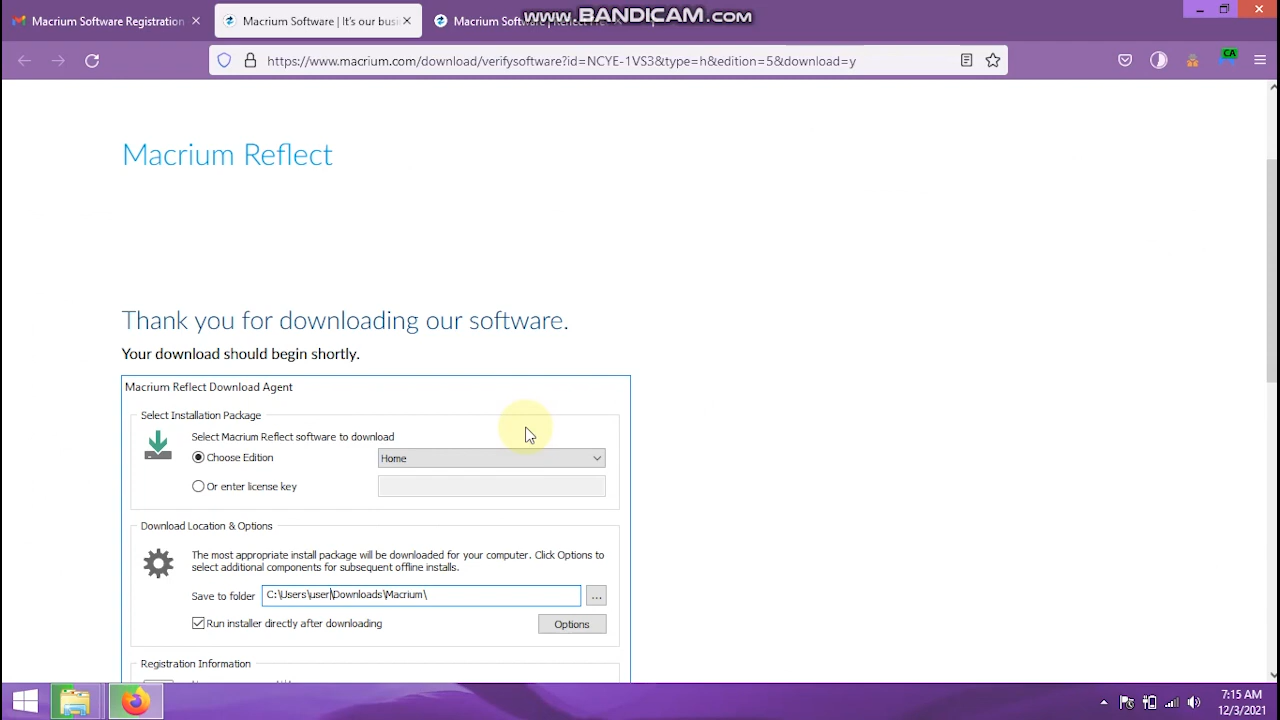 www.BANDICAM.com
Macrium Software Registration
Macrium Software | It's our busi
Macrium Softw
https://www.macrium.com/download/verifysoftware?id=NCYE-1VS3&type=h&edition=5&download=y
CA
Macrium Reflect
Thank you for downloading our software.
Your download should begin shortly.
Macrium Reflect Download Agent
Select Installation Package
Select Macrium Reflect software to download
Choose Edition
Home
Or enter license key
Download Location & Options
The most appropriate install package will be downloaded for your computer. Click Options to
select additional components for subsequent offline installs.
Save to folder
C:\Users\user\Downloads\Macrium\
...
Run installer directly after downloading
Options
Registration Information
7:15 AM
12/3/2021